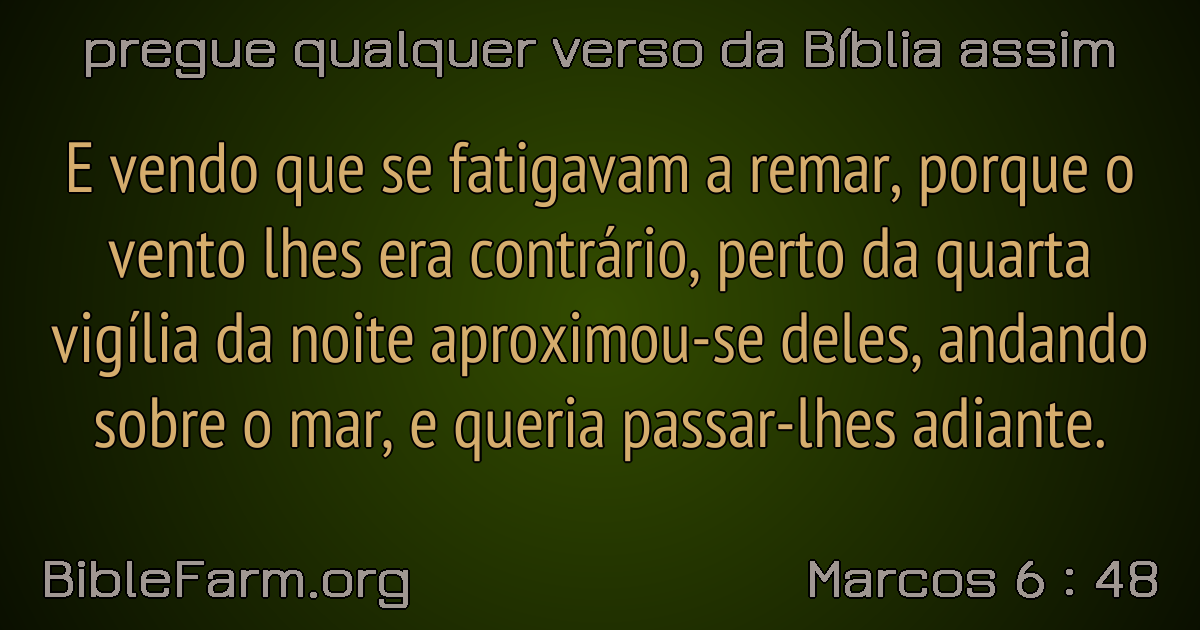 pregue qualquer verso da Bíblia assim
E vendo que se fatigavam a remar, porque o
vento lhes era contrário, perto da quarta
vigília da noite aproximou-se deles, andando
sobre o mar, e queria passar-lhes adiante.
BibleFarm.org
Marcos 6 : 48